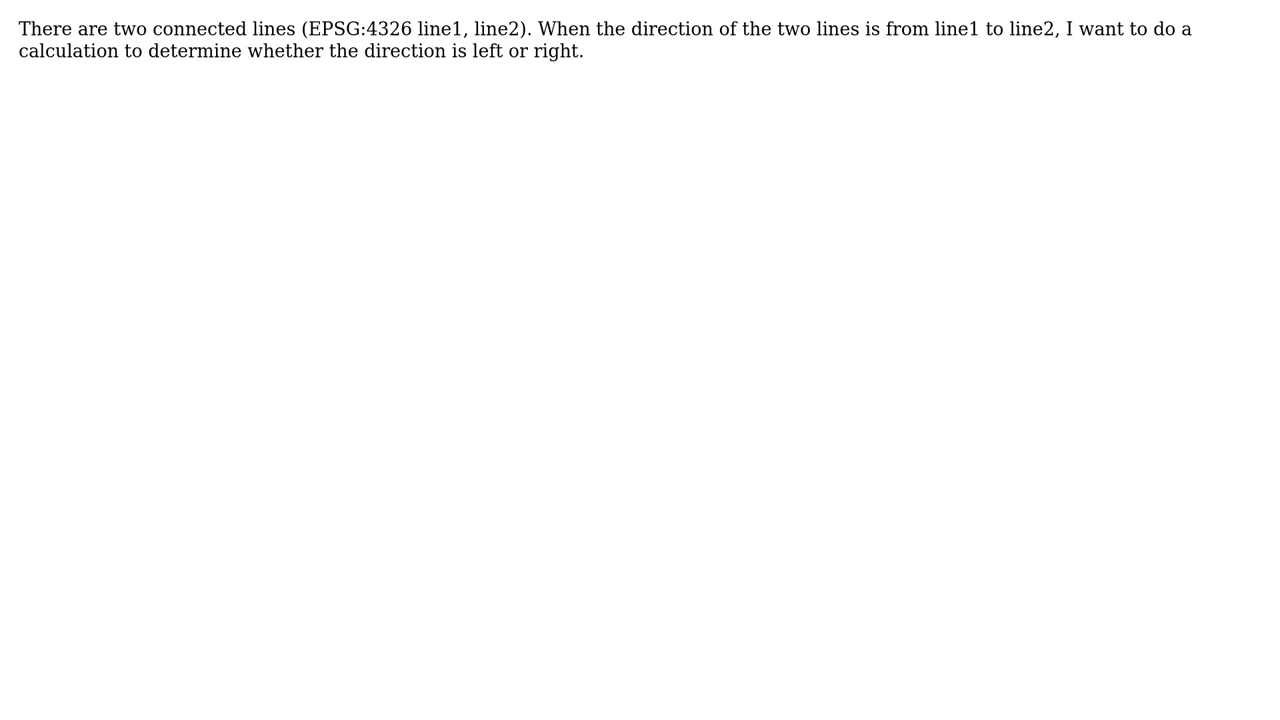 There are two connected lines (EPSG:4326 line1, line2). When the direction of the two lines is from line1 to line2, I want to do a
calculation to determine whether the direction is left or right.